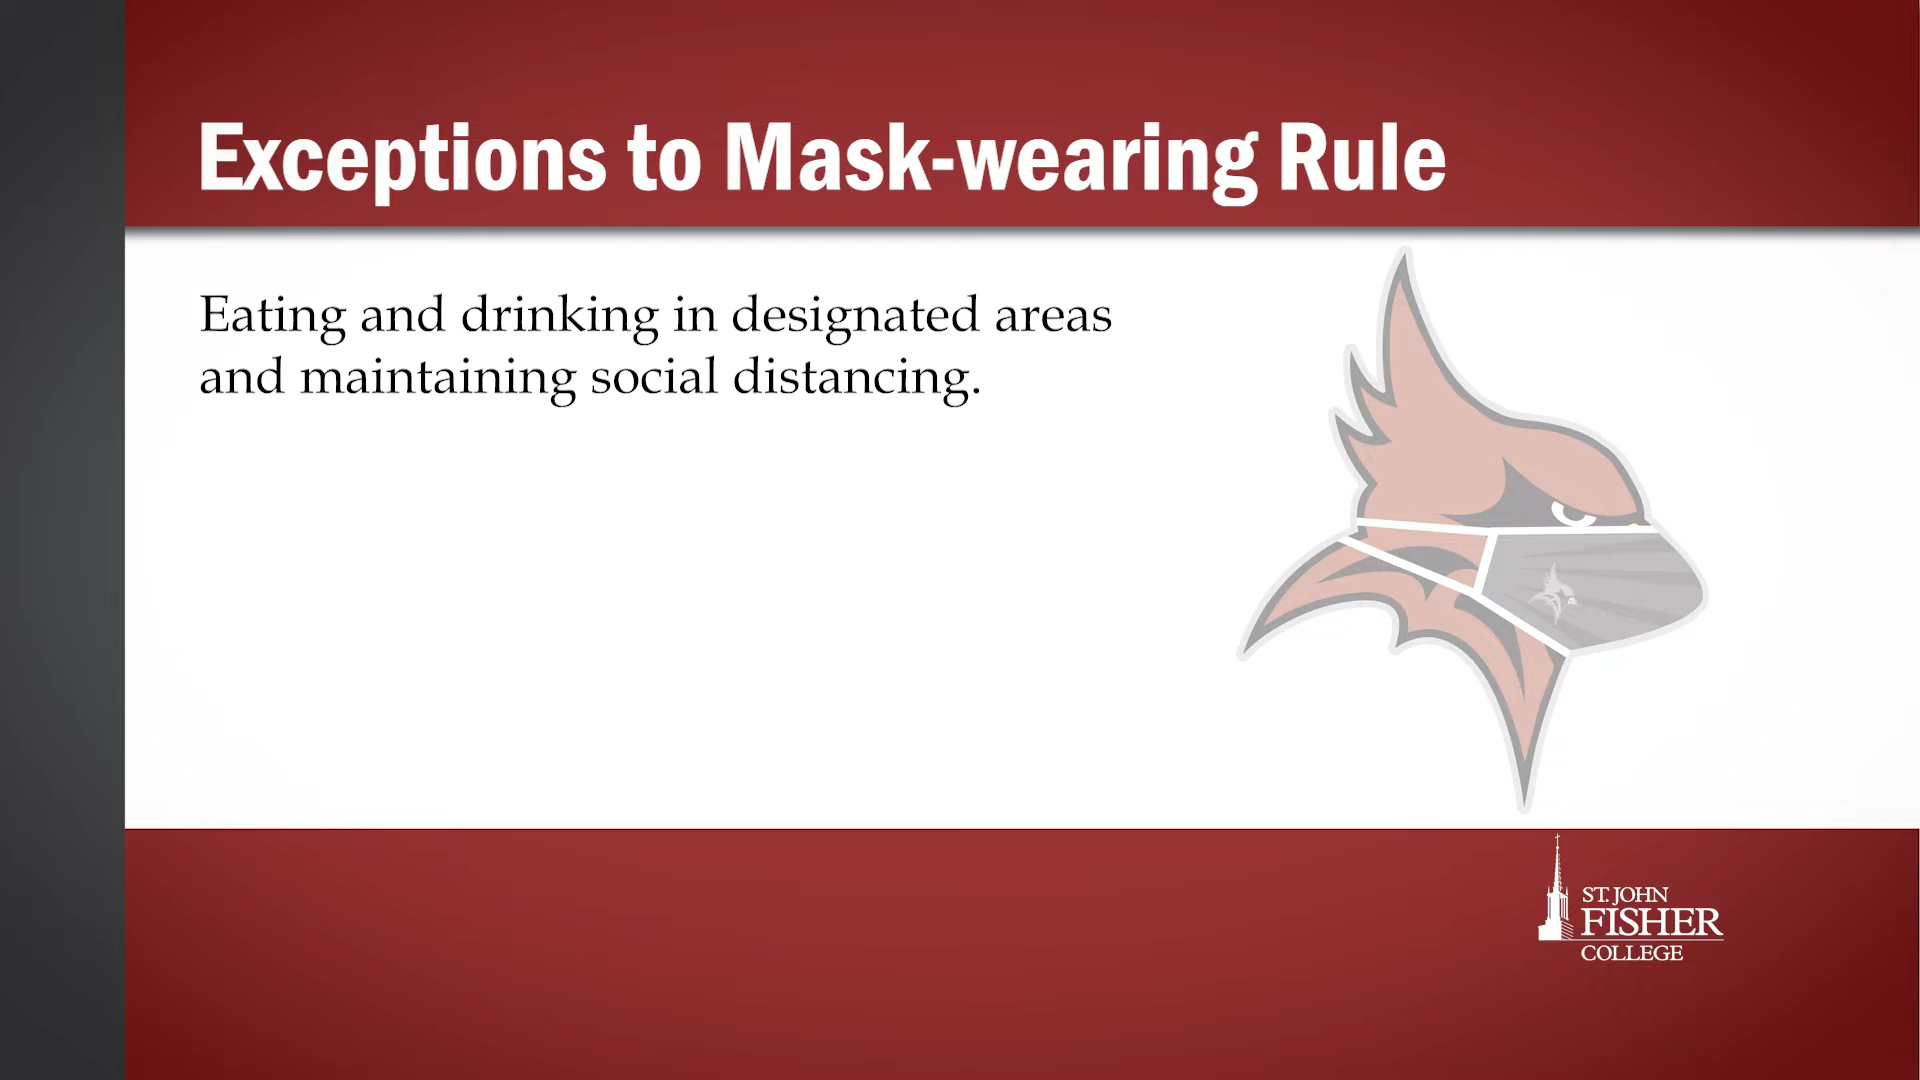 Exceptions to Mask-wearing Rule
Eating and drinking in designated areas
and maintaining social distancing.
ST. JOHN
FISHER
COLLEGE